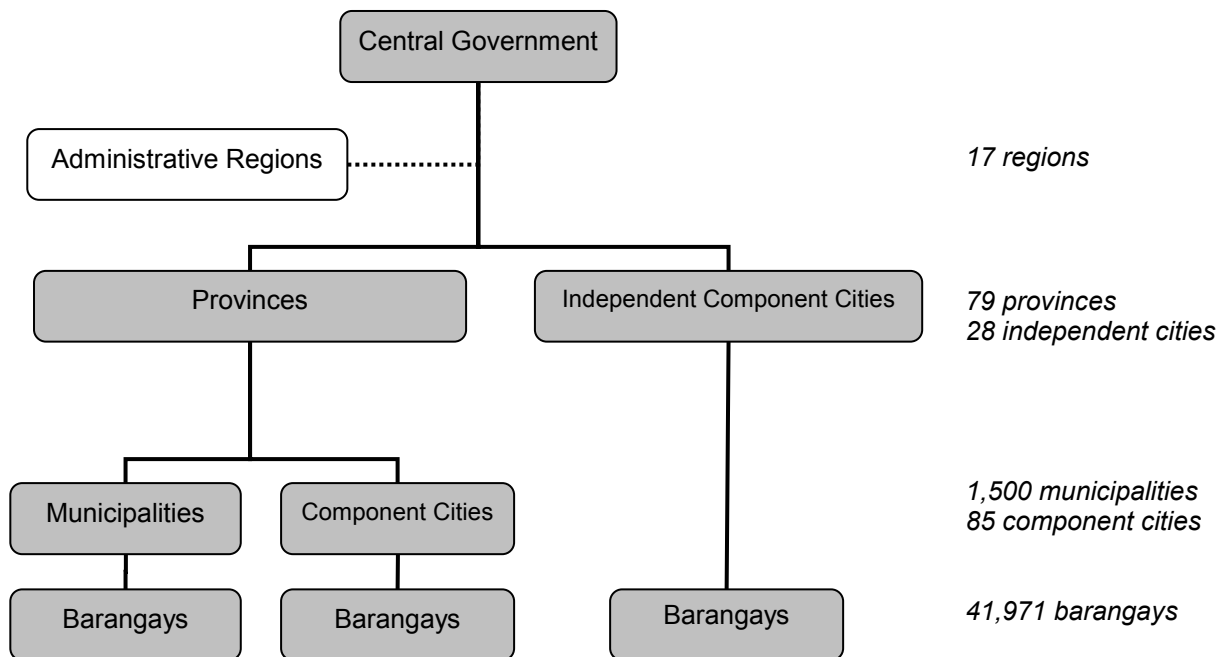 Central Government
Administrative Regions
17 regions
Provinces
Independent Component Cities
79 provinces
28 independent cities
Municipalities
Component Cities
1,500 municipalities
85 component cities
Barangays
Barangays
Barangays
41,971 barangays